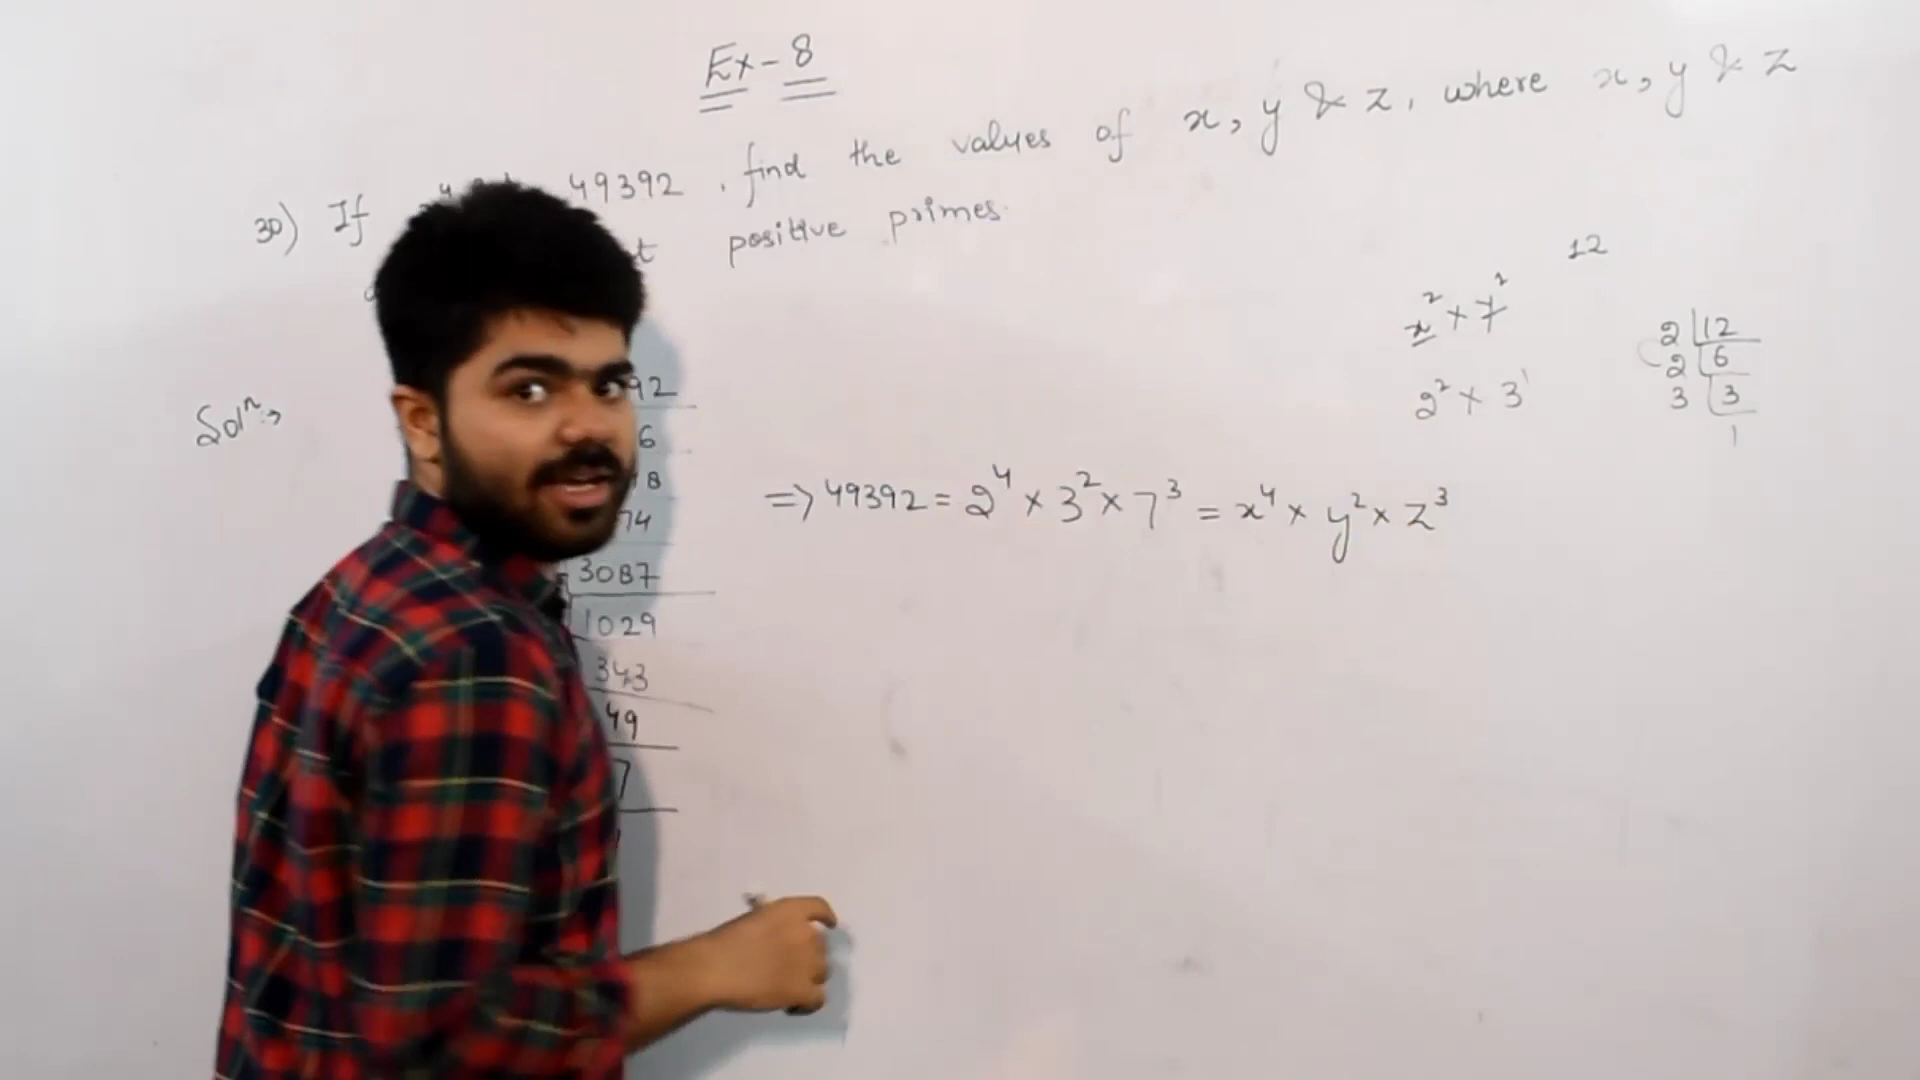 Ex-8
30) If 49392 , find the values of x, y & z, where x, y & z
positive primes.
12
x² × 7²
2 | 12
2 | 6
2² × 3¹
3 | 3
1
Solⁿ:→
92
6
8
74
⇒ 49392 = 2⁴ × 3² × 7³ = x⁴ × y² × z³
3087
1029
343
49
7